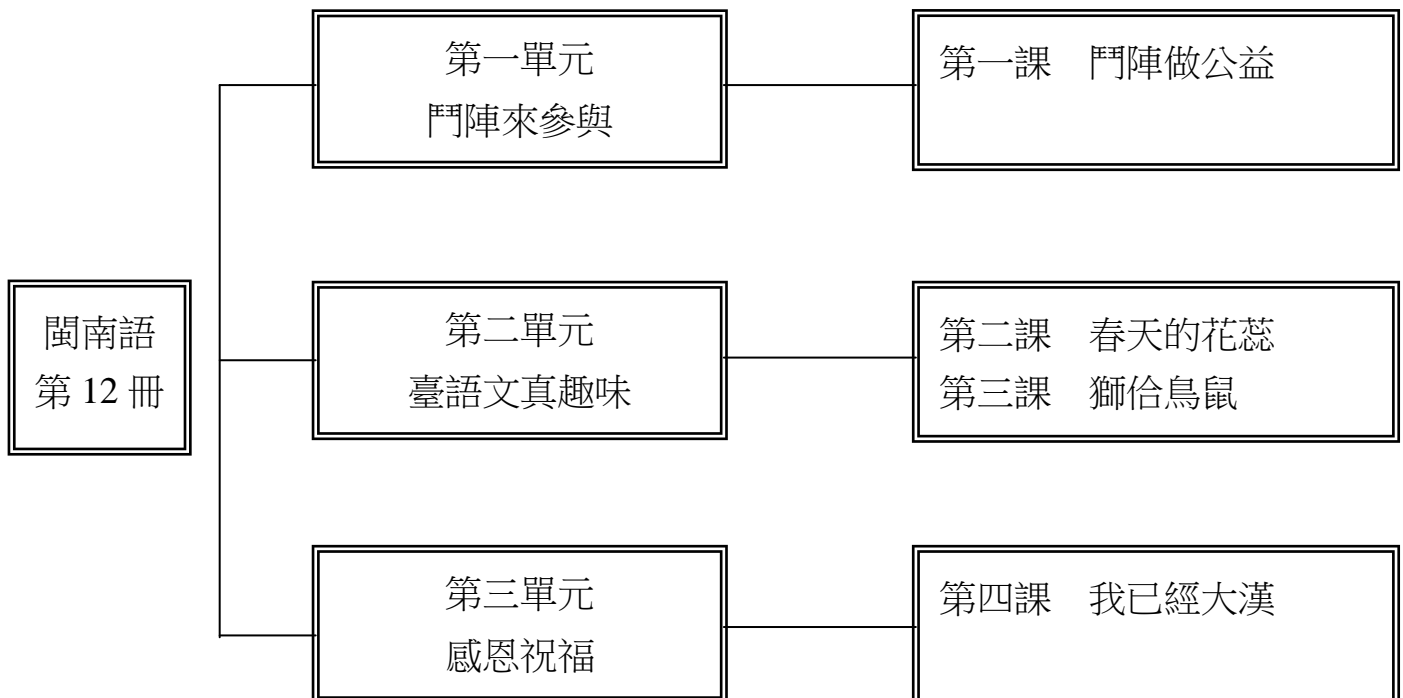 閩南語
第 12 冊
第一單元
鬥陣來參與
第一課 鬥陣做公益
第二單元
臺語文真趣味
第二課 春天的花蕊
第三課 獅佮鳥鼠
第三單元
感恩祝福
第四課 我已經大漢